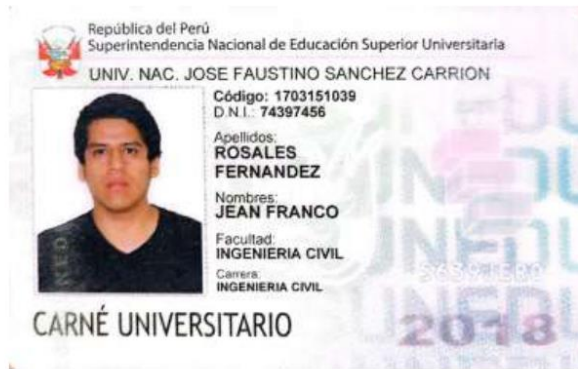 República del Perú
Superintendencia Nacional de Educación Superior Universitaria
UNIV. NAC. JOSE FAUSTINO SANCHEZ CARRION
Código: 1703151039
D.N.I.: 74397456
Apellidos:
ROSALES
FERNANDEZ
Nombres:
JEAN FRANCO
Facultad:
INGENIERIA CIVIL
Carrera:
INGENIERIA CIVIL
CARNÉ UNIVERSITARIO
2018